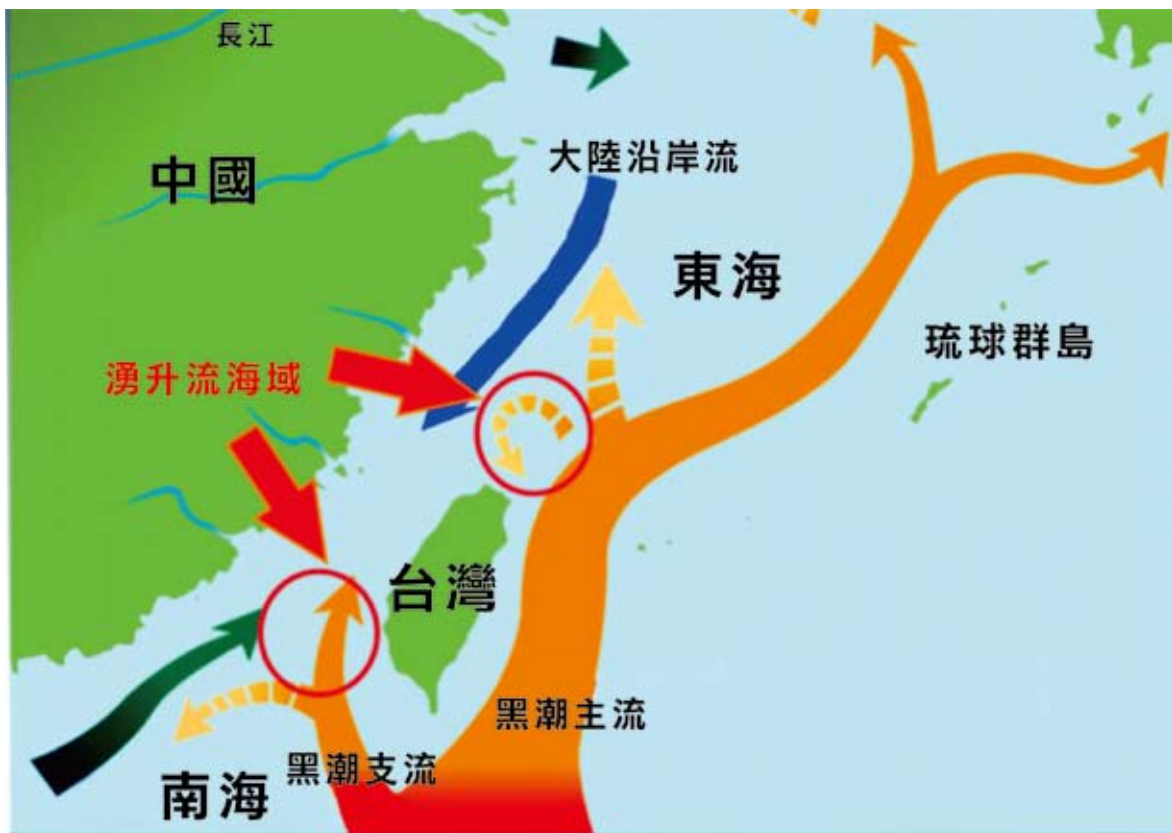 長江
中國
大陸沿岸流
東海
琉球群島
湧升流海域
台灣
黑潮主流
黑潮支流
南海